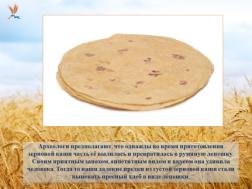 Археологи предполагают, что однажды во время приготовления
зерновой каши часть её вылилась и превратилась в румяную лепешку.
Своим приятным запахом, аппетитным видом и вкусом она удивила
человека. Тогда-то наши далекие предки из густой зерновой каши стали
выпекать пресный хлеб в виде лепешки.